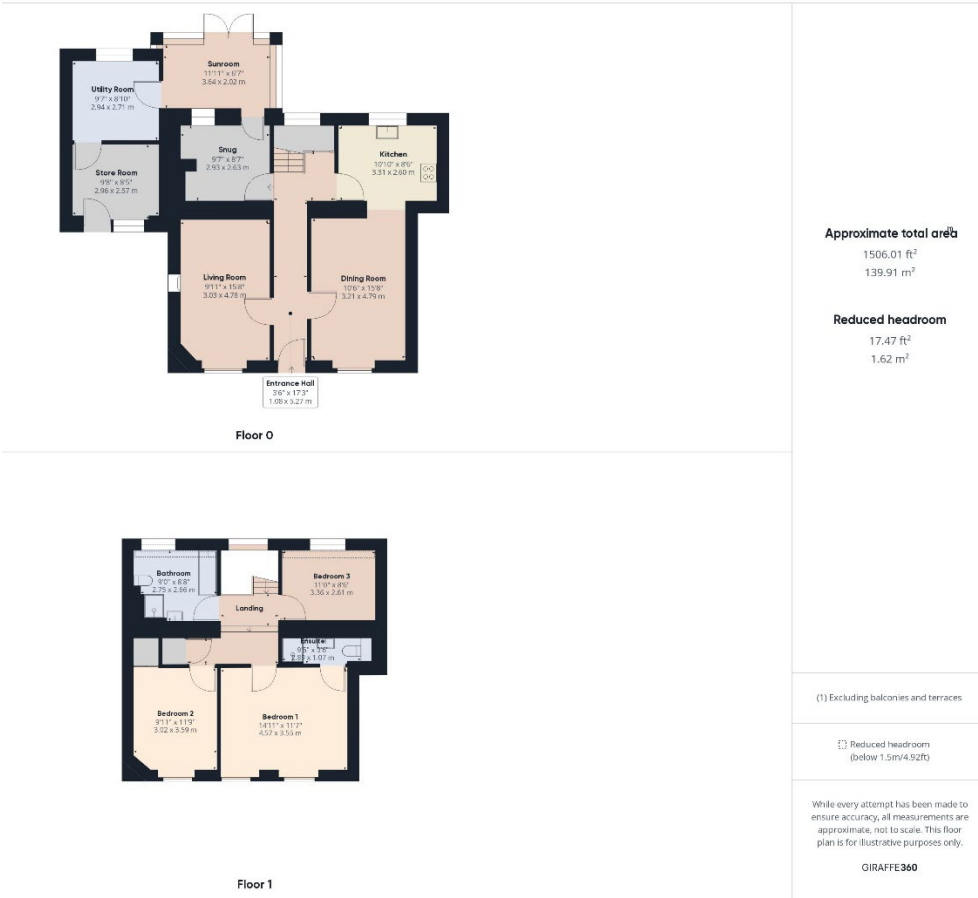 Sunroom
11'11" x 6'7"
3.64 x 2.02 m
Utility Room
9'7" x 8'10"
2.94 x 2.71 m
Snug
9'7" x 8'7"
2.93 x 2.63 m
Kitchen
10'10" x 8'6"
3.31 x 2.60 m
Store Room
9'8" x 8'5"
2.96 x 2.57 m
Living Room
9'11" x 15'8"
3.03 x 4.78 m
Dining Room
10'6" x 15'8"
3.21 x 4.79 m
Entrance Hall
3'6" x 17'3"
1.08 x 5.27 m
Floor 0
Bathroom
9'0" x 8'8"
2.75 x 2.66 m
Bedroom 3
11'0" x 8'6"
3.36 x 2.61 m
Landing
Ensuite
x 1.07 m
Bedroom 2
9'11" x 11'9"
3.02 x 3.59 m
Bedroom 1
14'11" x 11'7"
4.57 x 3.55 m
Floor 1
Approximate total area(1)
1506.01 ft²
139.91 m²
Reduced headroom
17.47 ft²
1.62 m²
(1) Excluding balconies and terraces
Reduced headroom
(below 1.5m/4.92ft)
While every attempt has been made to
ensure accuracy, all measurements are
approximate, not to scale. This floor
plan is for illustrative purposes only.
GIRAFFE360